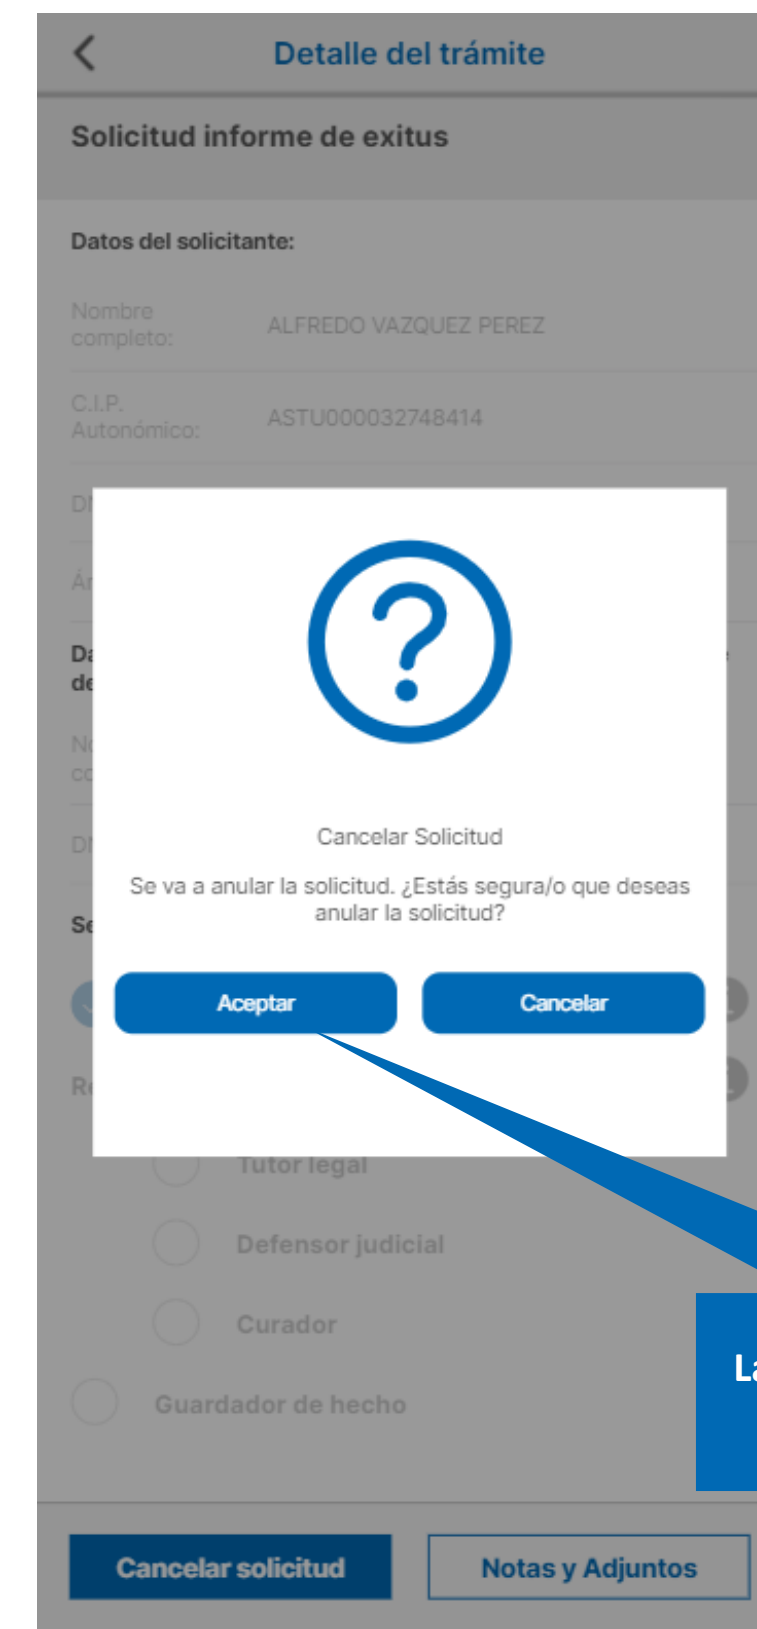 Detalle del trámite
Solicitud informe de exitus
Datos del solicitante:
Nombre
completo:
ALFREDO VAZQUEZ PEREZ
C.I.P.
Autonómico:
ASTU000032748414
Cancelar Solicitud
Se va a anular la solicitud. ¿Estás segura/o que deseas
anular la solicitud?
Aceptar
Cancelar
Tutor legal
Defensor judicial
Curador
Guardador de hecho
Cancelar solicitud
Notas y Adjuntos